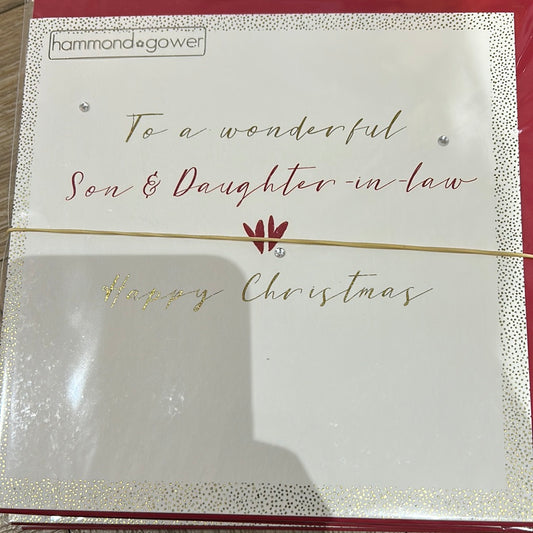 hammond gower
To a wonderful
Son & Daughter-in-law
Happy Christmas